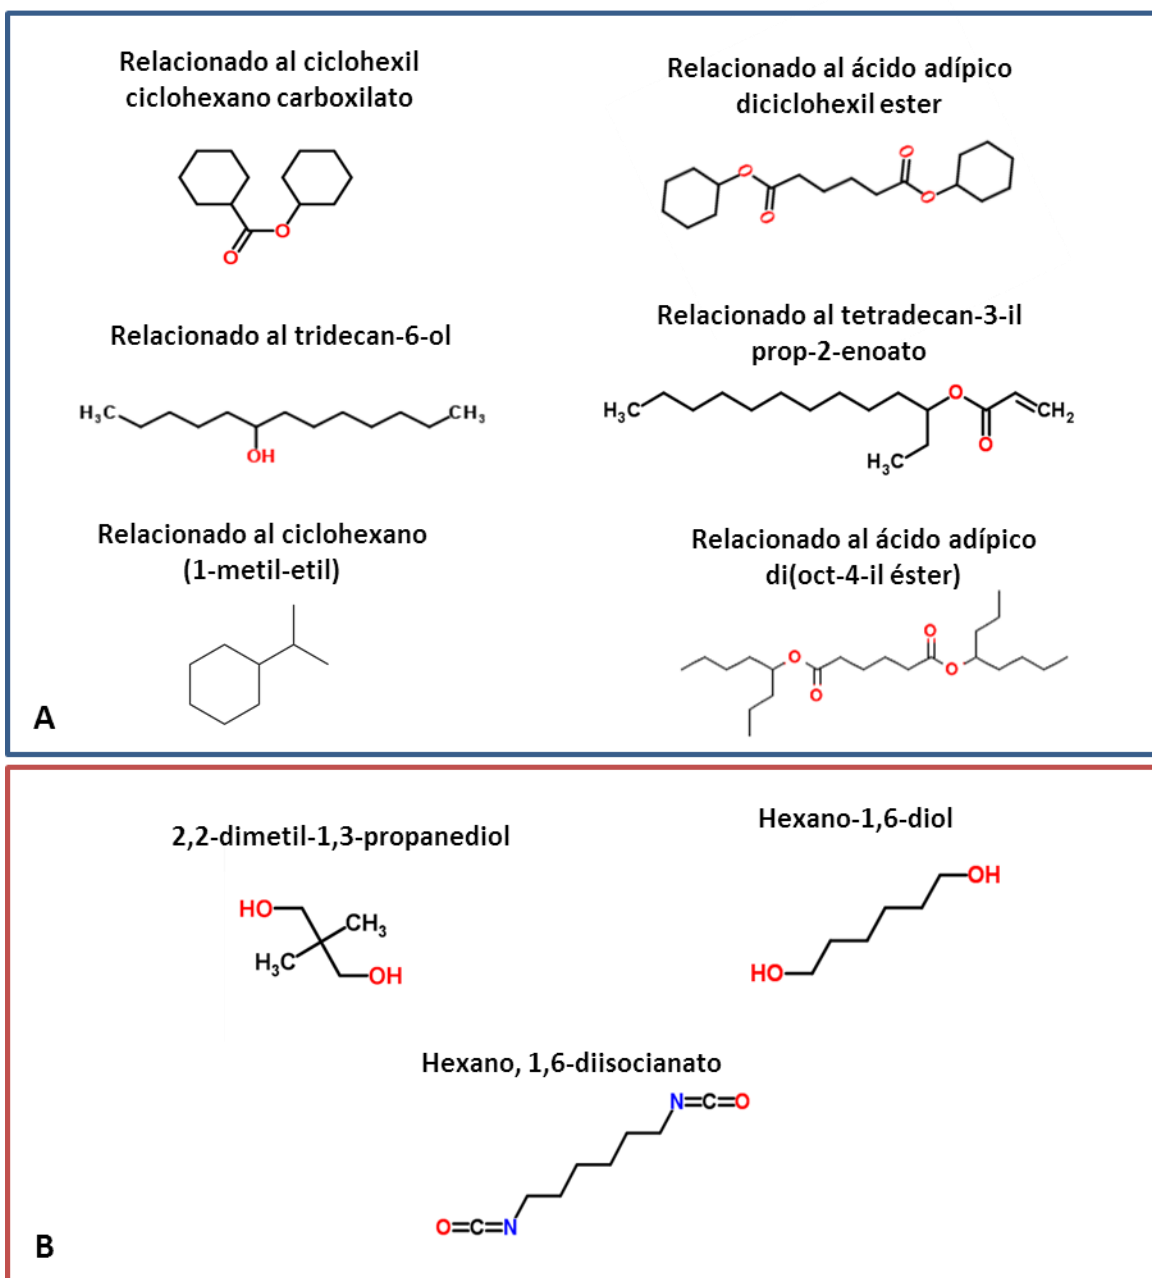 Relacionado al ciclohexil
ciclohexano carboxilato
O
O
Relacionado al ácido adípico
diciclohexil ester
O
O
O
O
Relacionado al tridecan-6-ol
H₃C
CH₃
OH
Relacionado al tetradecan-3-il
prop-2-enoato
H₃C
O
CH₂
O
H₃C
Relacionado al ciclohexano
(1-metil-etil)
Relacionado al ácido adípico
di(oct-4-il éster)
O
O
O
O
A
2,2-dimetil-1,3-propanediol
HO
CH₃
H₃C
OH
Hexano-1,6-diol
OH
HO
Hexano, 1,6-diisocianato
N=C=O
O=C=N
B